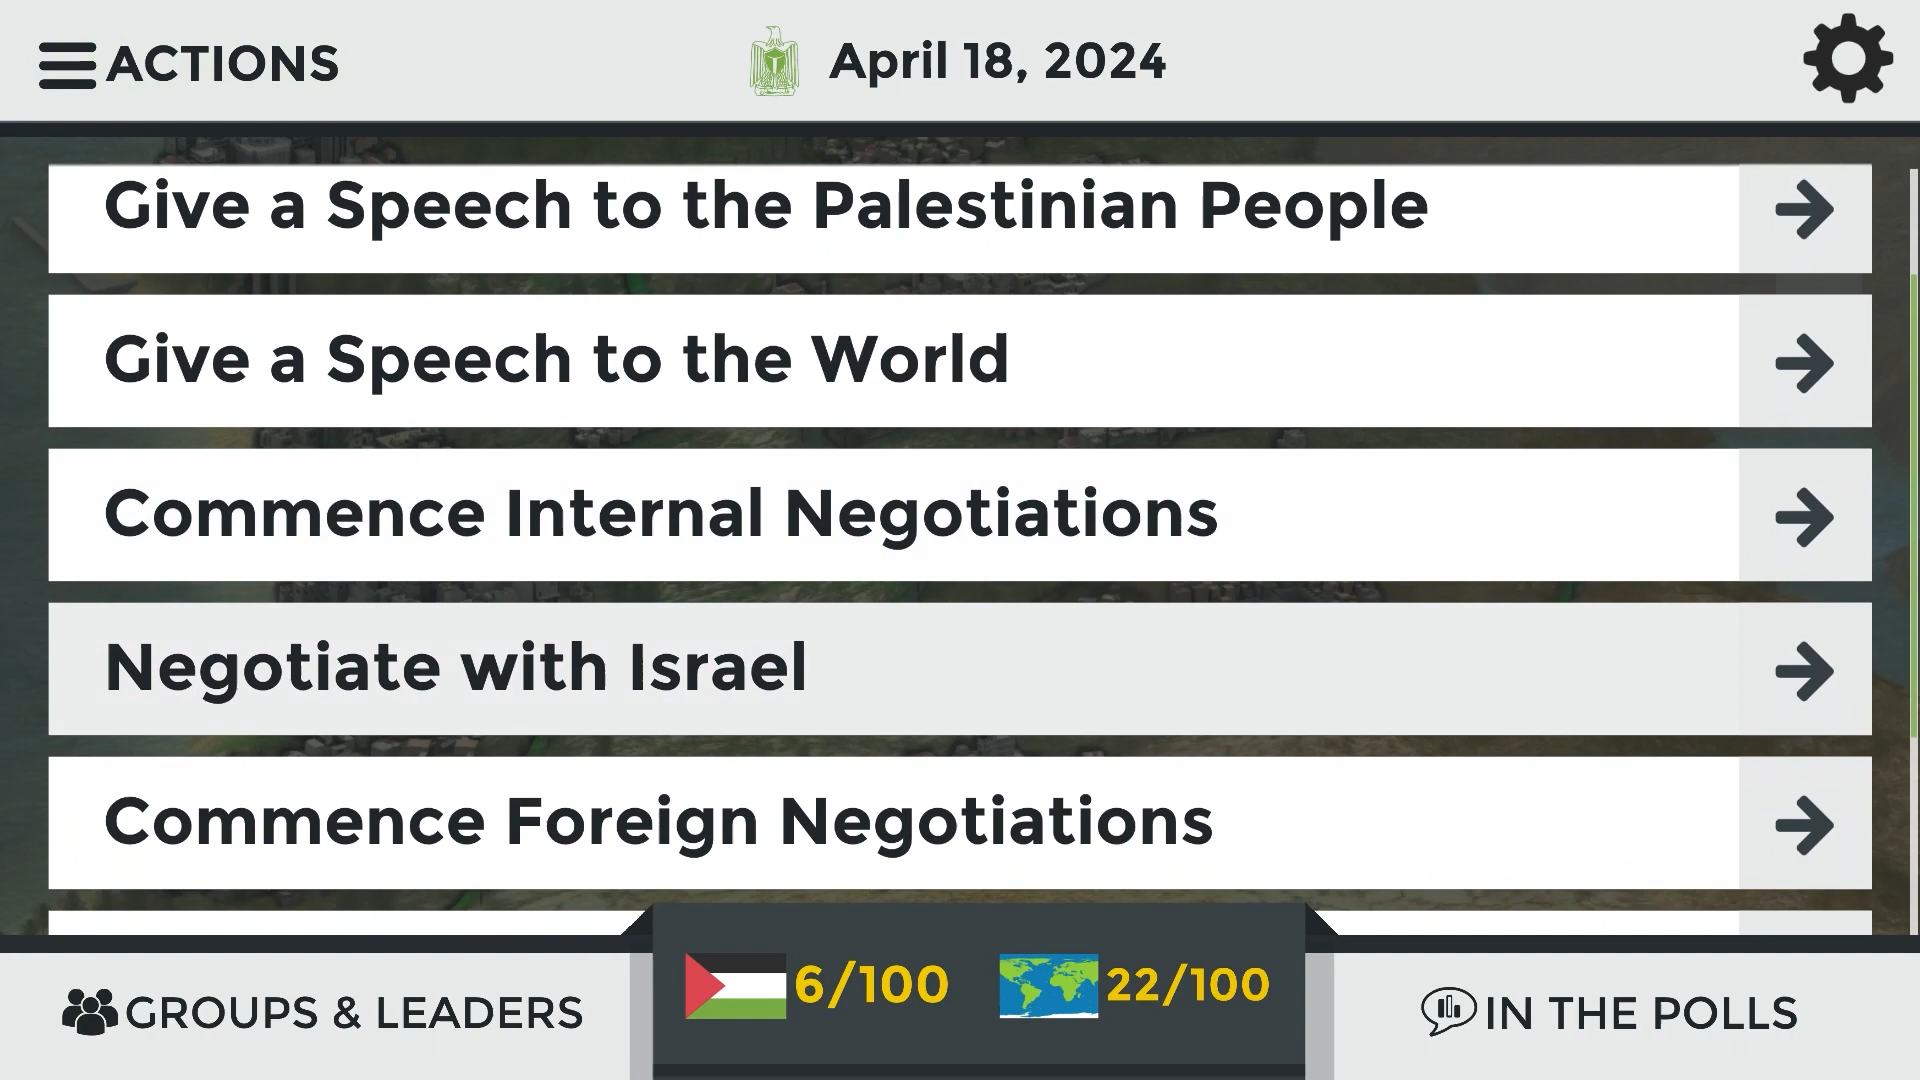 ACTIONS
April 18, 2024
Give a Speech to the Palestinian People
Give a Speech to the World
Commence Internal Negotiations
Negotiate with Israel
Commence Foreign Negotiations
6/100
22/100
GROUPS & LEADERS
IN THE POLLS